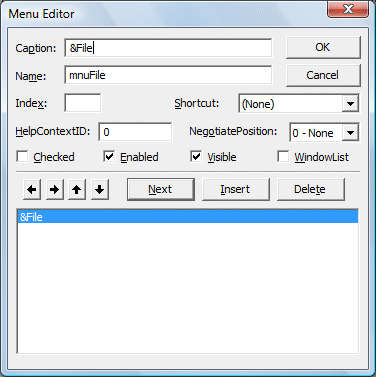 Menu Editor
Caption: &File OK
Name: mnuFile Cancel
Index: Shortcut: (None)
HelpContextID: 0 NegotiatePosition: 0 - None
Checked Enabled Visible WindowList
Next Insert Delete
&File